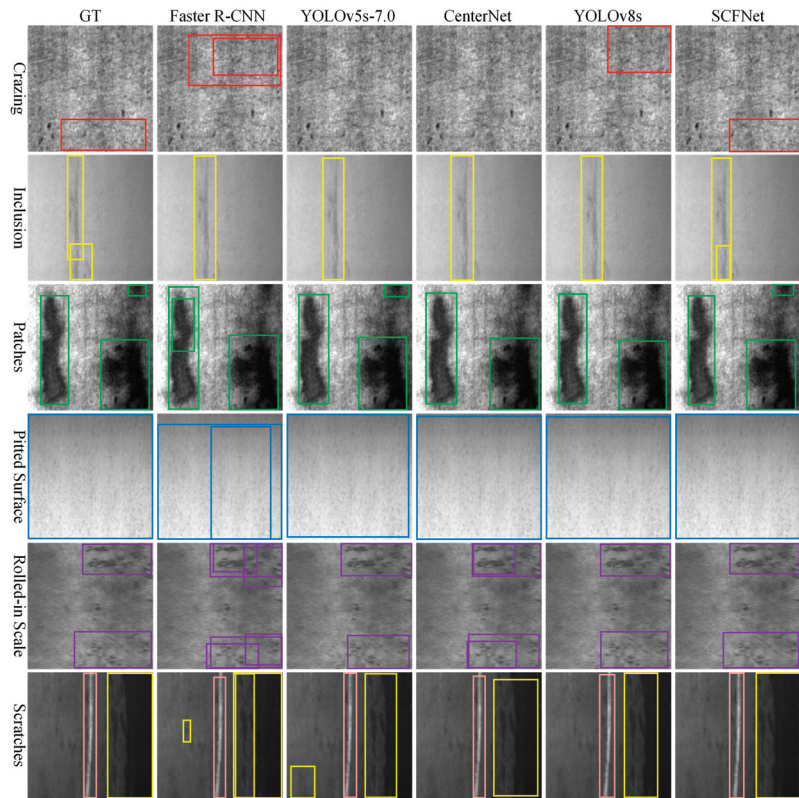 GT Faster R-CNN YOLOv5s-7.0 CenterNet YOLOv8s SCFNet
Crazing
Inclusion
Patches
Pitted Surface
Rolled-in Scale
Scratches